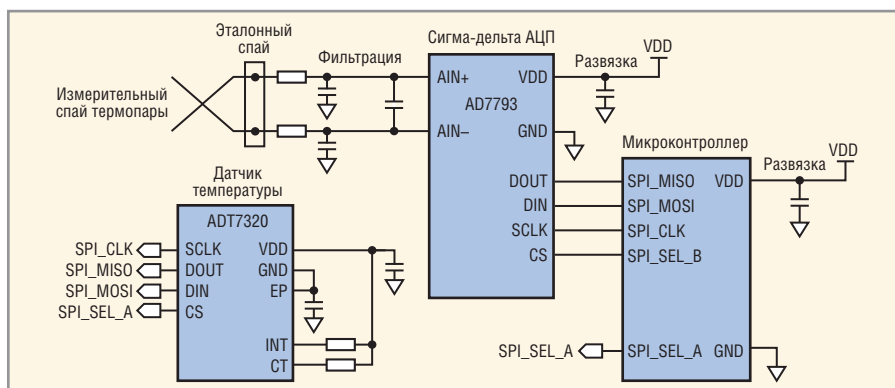 Эталонный
спай
Фильтрация
Измерительный
спай термопары
Сигма-дельта АЦП
AD7793
AIN+
AIN–
VDD
GND
DOUT
DIN
SCLK
CS
Развязка
VDD
Микроконтроллер
SPI_MISO
SPI_MOSI
SPI_CLK
SPI_SEL_B
SPI_SEL_A
VDD
GND
Развязка
VDD
SPI_SEL_A
Датчик
температуры
ADT7320
SPI_CLK
SPI_MISO
SPI_MOSI
SPI_SEL_A
SCLK
DOUT
DIN
CS
VDD
GND
EP
INT
CT